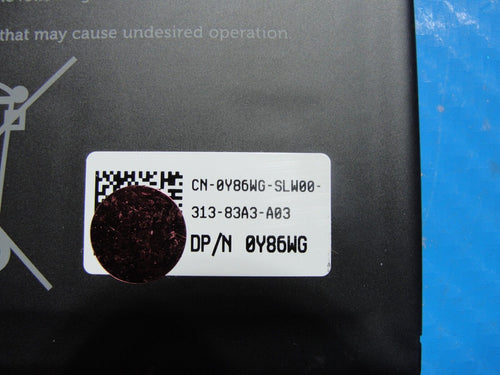 that may cause undesired operation.
CN-0Y86WG-SLW00-
313-83A3-A03
DP/N 0Y86WG